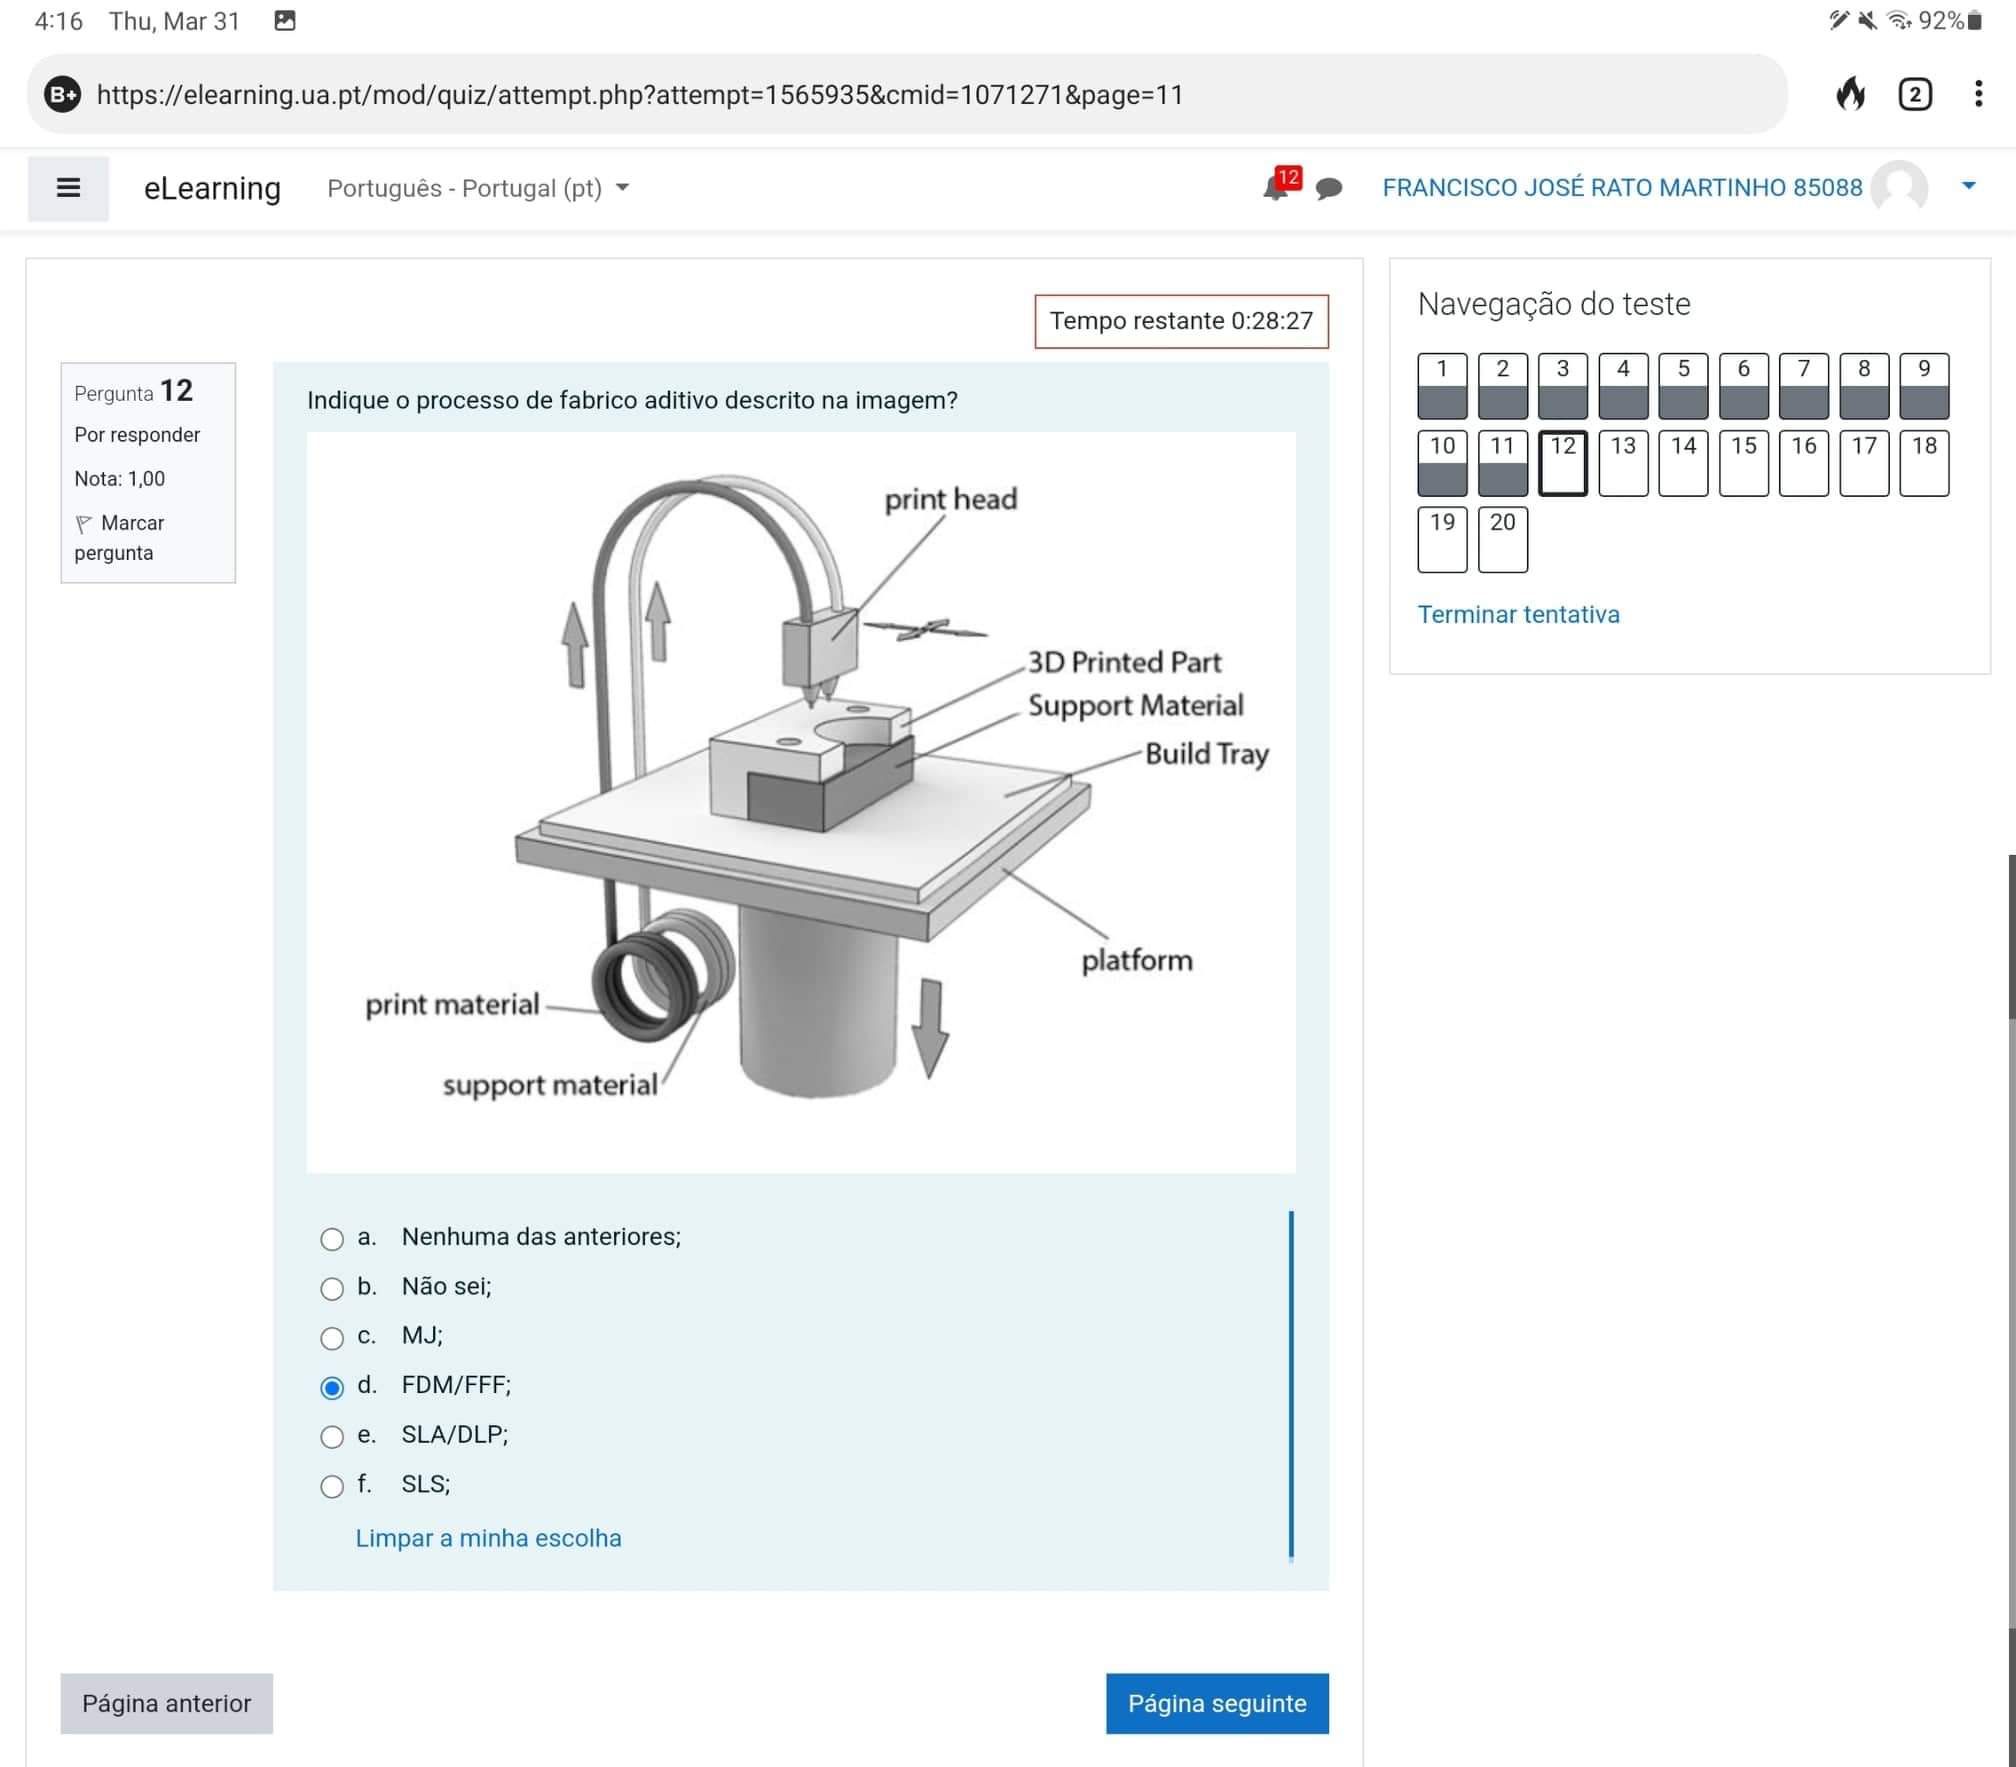 4:16 Thu, Mar 31
92%
B+ https://elearning.ua.pt/mod/quiz/attempt.php?attempt=1565935&cmid=1071271&page=11
2
eLearning Português - Portugal (pt)
12
FRANCISCO JOSÉ RATO MARTINHO 85088
Tempo restante 0:28:27
Pergunta 12
Por responder
Nota: 1,00
Marcar
pergunta
Indique o processo de fabrico aditivo descrito na imagem?
print head
3D Printed Part
Support Material
Build Tray
platform
print material
support material
a. Nenhuma das anteriores;
b. Não sei;
c. MJ;
d. FDM/FFF;
e. SLA/DLP;
f. SLS;
Limpar a minha escolha
Página anterior
Página seguinte
Navegação do teste
1 2 3 4 5 6 7 8 9
10 11 12 13 14 15 16 17 18
19 20
Terminar tentativa